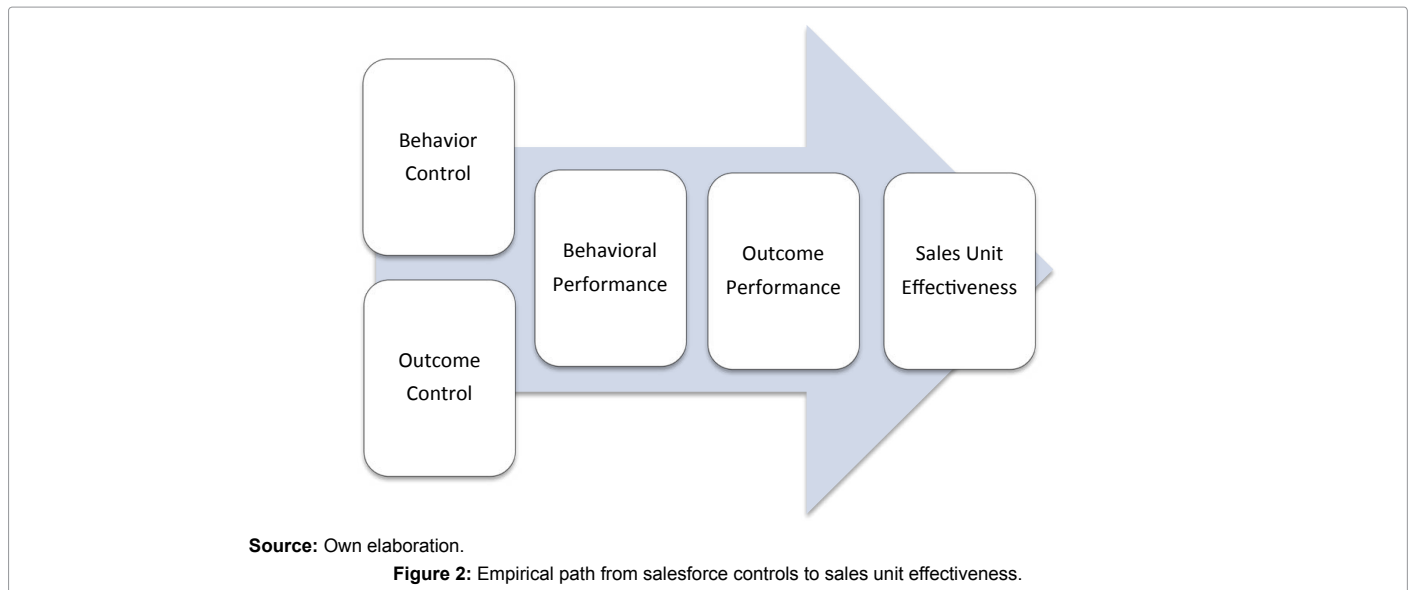 Behavior
Control
Outcome
Control
Behavioral
Performance
Outcome
Performance
Sales Unit
Effectiveness
Source: Own elaboration.
Figure 2: Empirical path from salesforce controls to sales unit effectiveness.